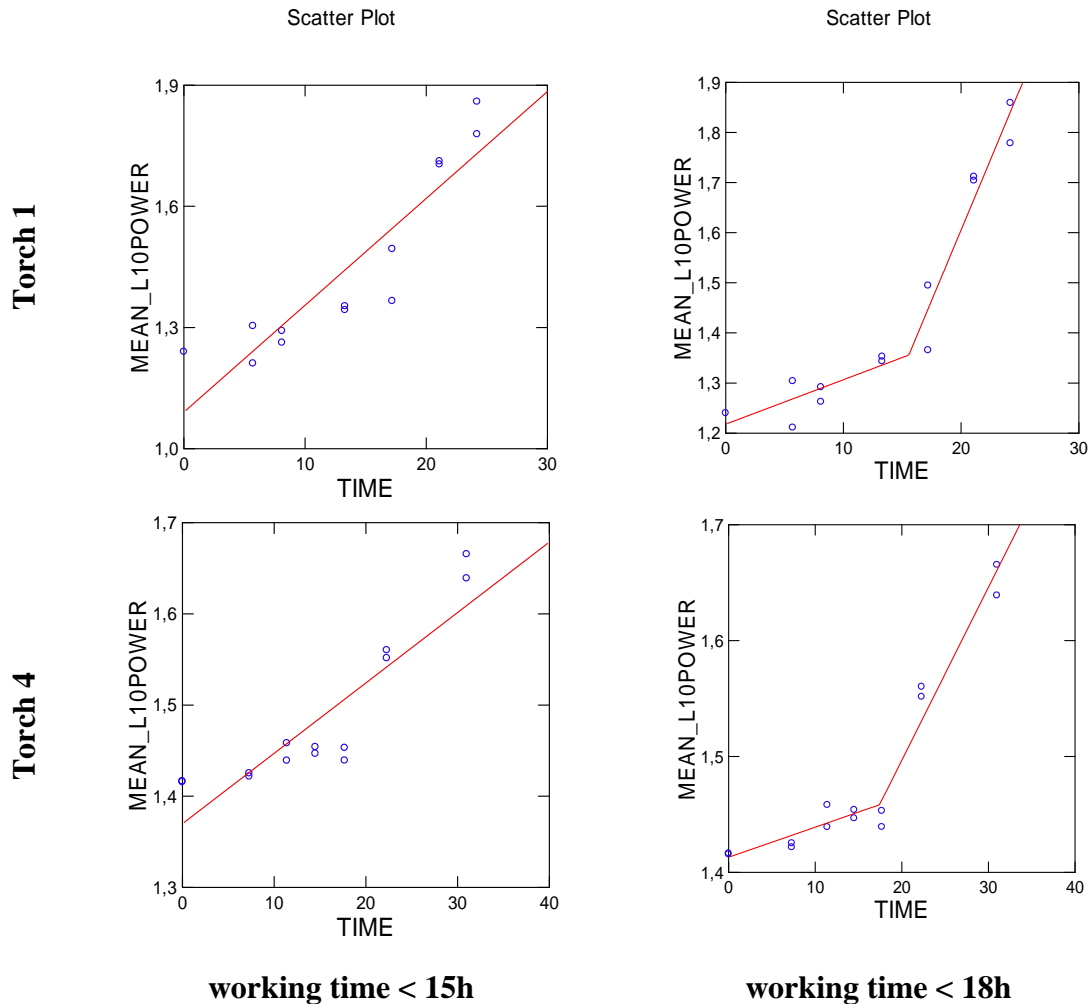 Scatter Plot
Scatter Plot
Torch 1
MEAN_L10POWER
1,9
1,6
1,3
1,0
0 10 20 30
TIME
MEAN_L10POWER
1,9
1,8
1,7
1,6
1,5
1,4
1,3
1,2
0 10 20 30
TIME
Torch 4
MEAN_L10POWER
1,7
1,6
1,5
1,4
1,3
0 10 20 30 40
TIME
MEAN_L10POWER
1,7
1,6
1,5
1,4
0 10 20 30 40
TIME
working time < 15h
working time < 18h